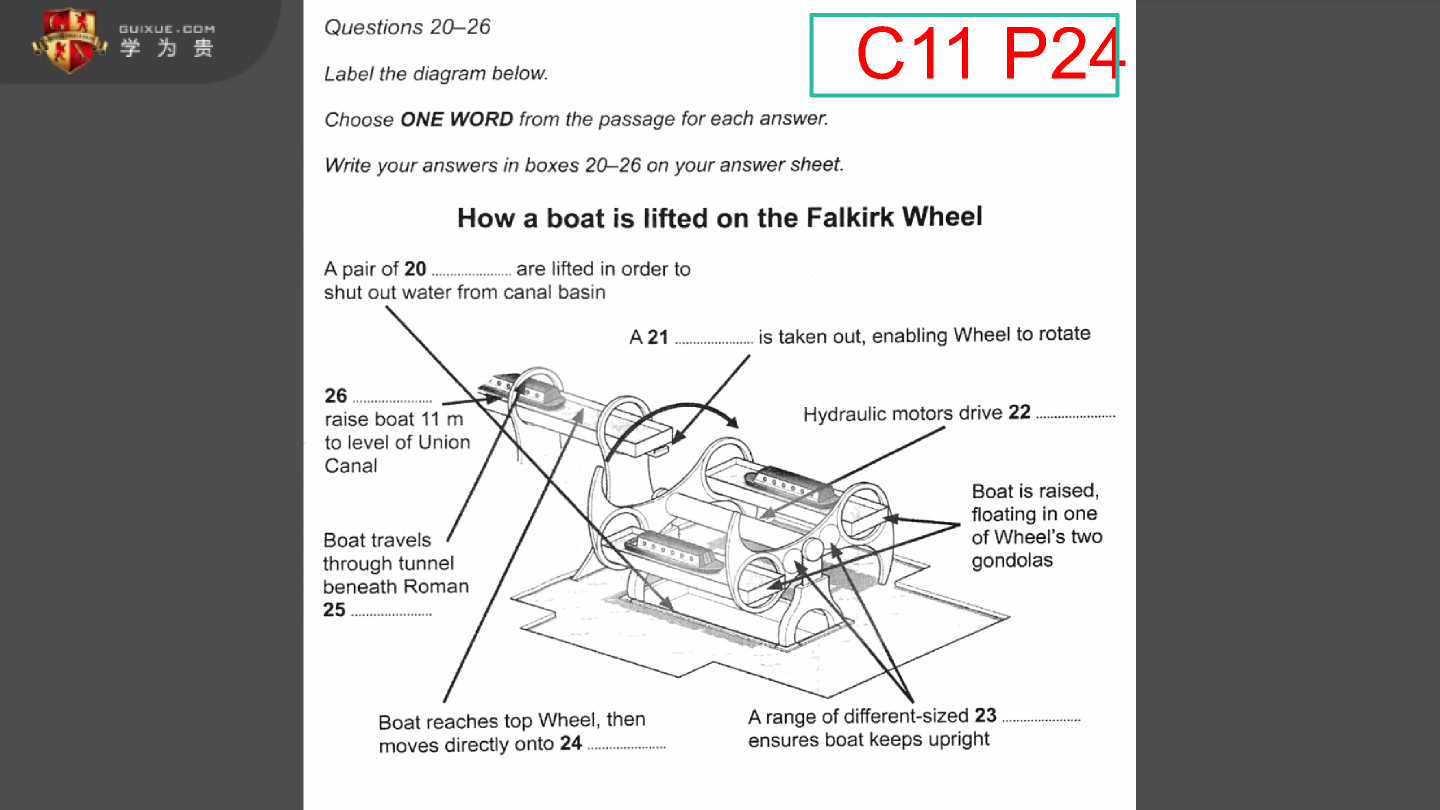 GUIXUE.COM
学为贵
C11 P24
Questions 20–26
Label the diagram below.
Choose ONE WORD from the passage for each answer.
Write your answers in boxes 20–26 on your answer sheet.
How a boat is lifted on the Falkirk Wheel
A pair of 20 ...................... are lifted in order to
shut out water from canal basin
A 21 ...................... is taken out, enabling Wheel to rotate
26 ......................
raise boat 11 m
to level of Union
Canal
Hydraulic motors drive 22 ......................
Boat is raised,
floating in one
of Wheel's two
gondolas
Boat travels
through tunnel
beneath Roman
25 ......................
Boat reaches top Wheel, then
moves directly onto 24 ......................
A range of different-sized 23 ......................
ensures boat keeps upright